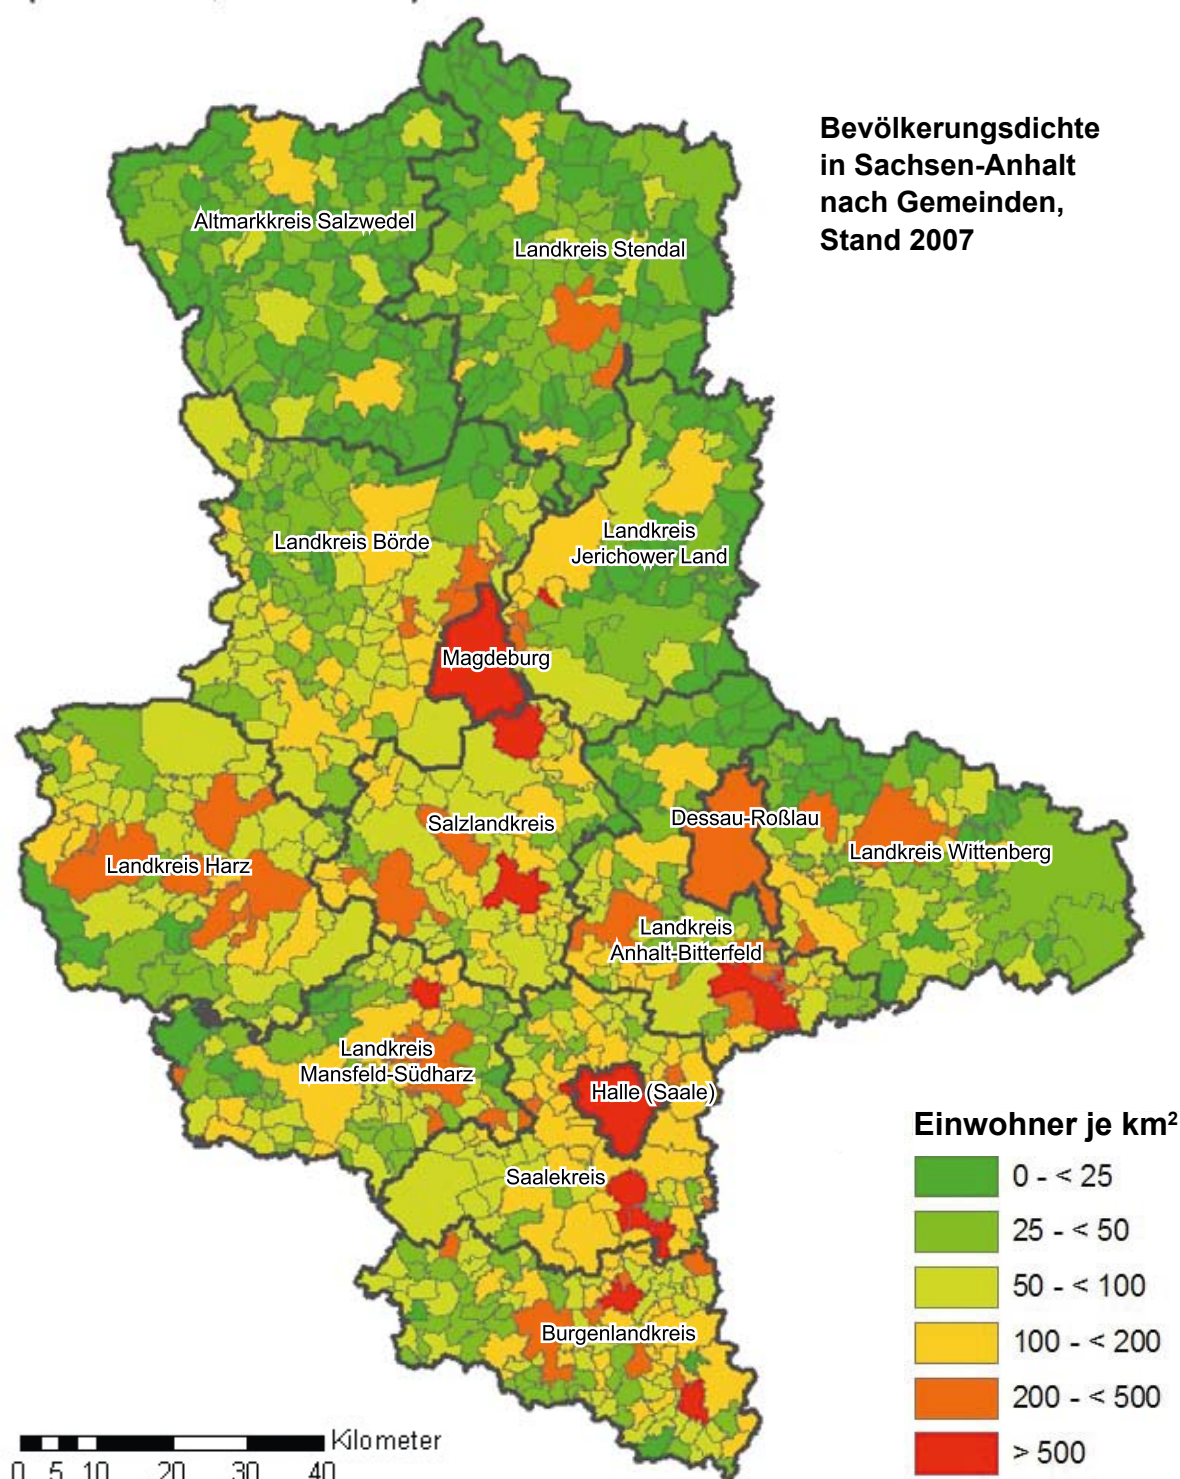 Bevölkerungsdichte
in Sachsen-Anhalt
nach Gemeinden,
Stand 2007
Altmarkkreis Salzwedel
Landkreis Stendal
Landkreis Börde
Landkreis
Jerichower Land
Magdeburg
Salzlandkreis
Dessau-Roßlau
Landkreis Wittenberg
Landkreis Harz
Landkreis
Anhalt-Bitterfeld
Landkreis
Mansfeld-Südharz
Halle (Saale)
Saalekreis
Burgenlandkreis
Einwohner je km²
0 - < 25
25 - < 50
50 - < 100
100 - < 200
200 - < 500
> 500
Kilometer
0 5 10 20 30 40